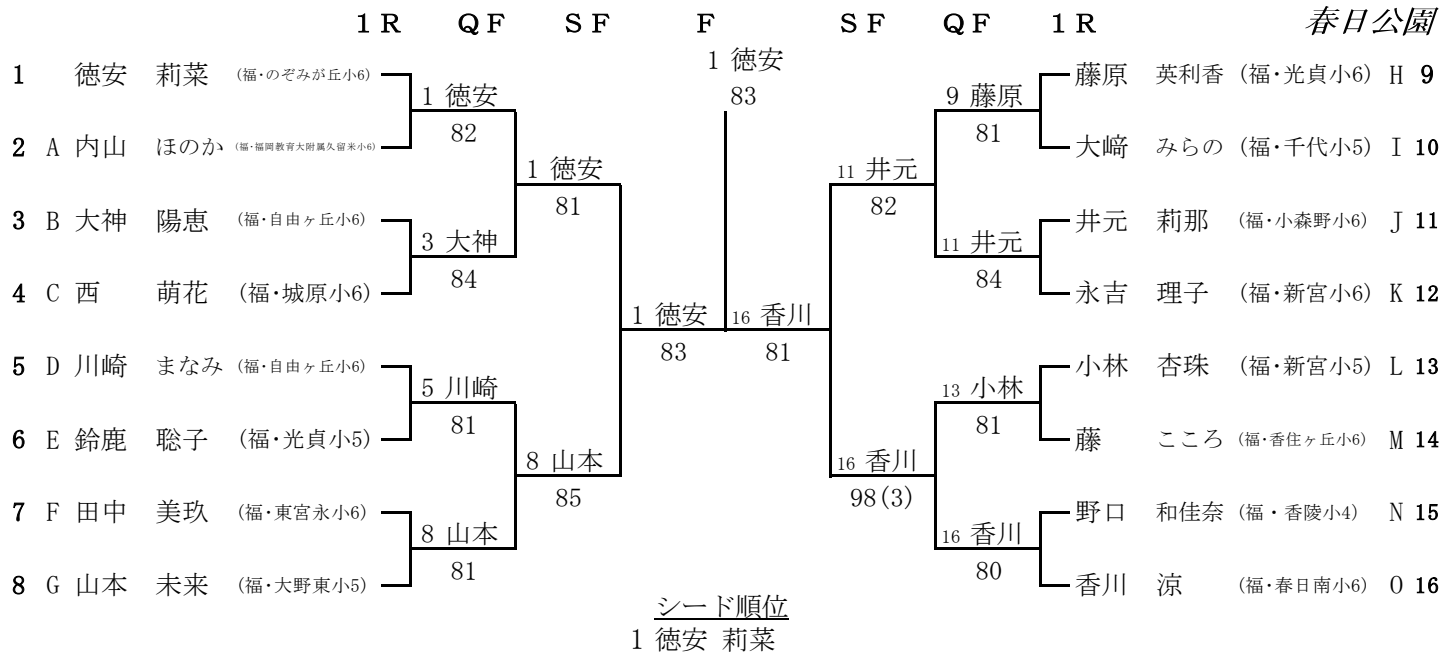 1R QF SF F SF QF 1R 春日公園
1 徳安
1 徳安 莉菜 (福・のぞみが丘小6) 藤原 英利香 (福・光貞小6) H 9
1 徳安 83 9 藤原
82 81
2 A 内山 ほのか (福・福岡教育大附属久留米小6) 大﨑 みらの (福・千代小5) I 10
1 徳安 11 井元
81 82
3 B 大神 陽恵 (福・自由ヶ丘小6) 井元 莉那 (福・小森野小6) J 11
3 大神 11 井元
84 84
4 C 西 萌花 (福・城原小6) 永吉 理子 (福・新宮小6) K 12
1 徳安 16 香川
83 81
5 D 川崎 まなみ (福・自由ヶ丘小6) 小林 杏珠 (福・新宮小5) L 13
5 川崎 13 小林
81 81
6 E 鈴鹿 聡子 (福・光貞小5) 藤 こころ (福・香住ヶ丘小6) M 14
8 山本 16 香川
85 98(3)
7 F 田中 美玖 (福・東宮永小6) 野口 和佳奈 (福・香陵小4) N 15
8 山本 16 香川
81 80
8 G 山本 未来 (福・大野東小5) 香川 涼 (福・春日南小6) O 16
シード順位
1 徳安 莉菜